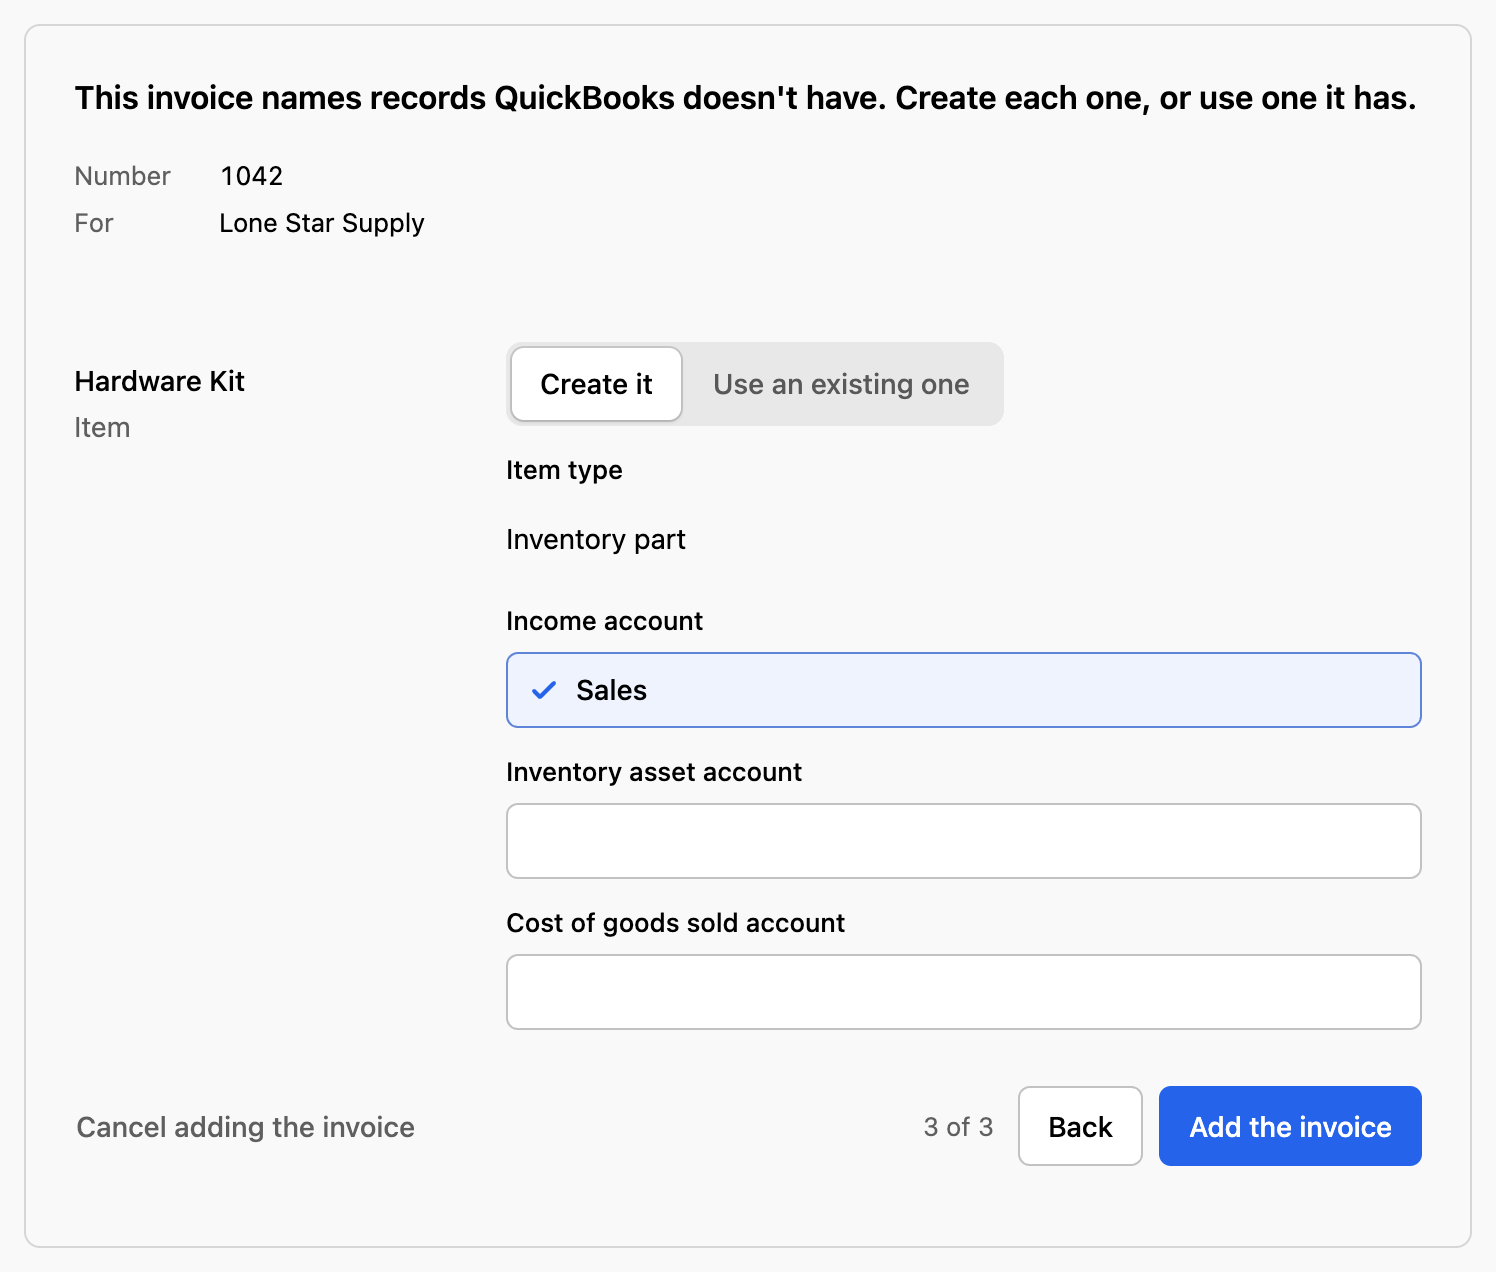 This invoice names records QuickBooks doesn't have. Create each one, or use one it has.
Number 1042
For Lone Star Supply
Hardware Kit
Item
Create it Use an existing one
Item type
Inventory part
Income account
Sales
Inventory asset account
Cost of goods sold account
Cancel adding the invoice 3 of 3 Back Add the invoice